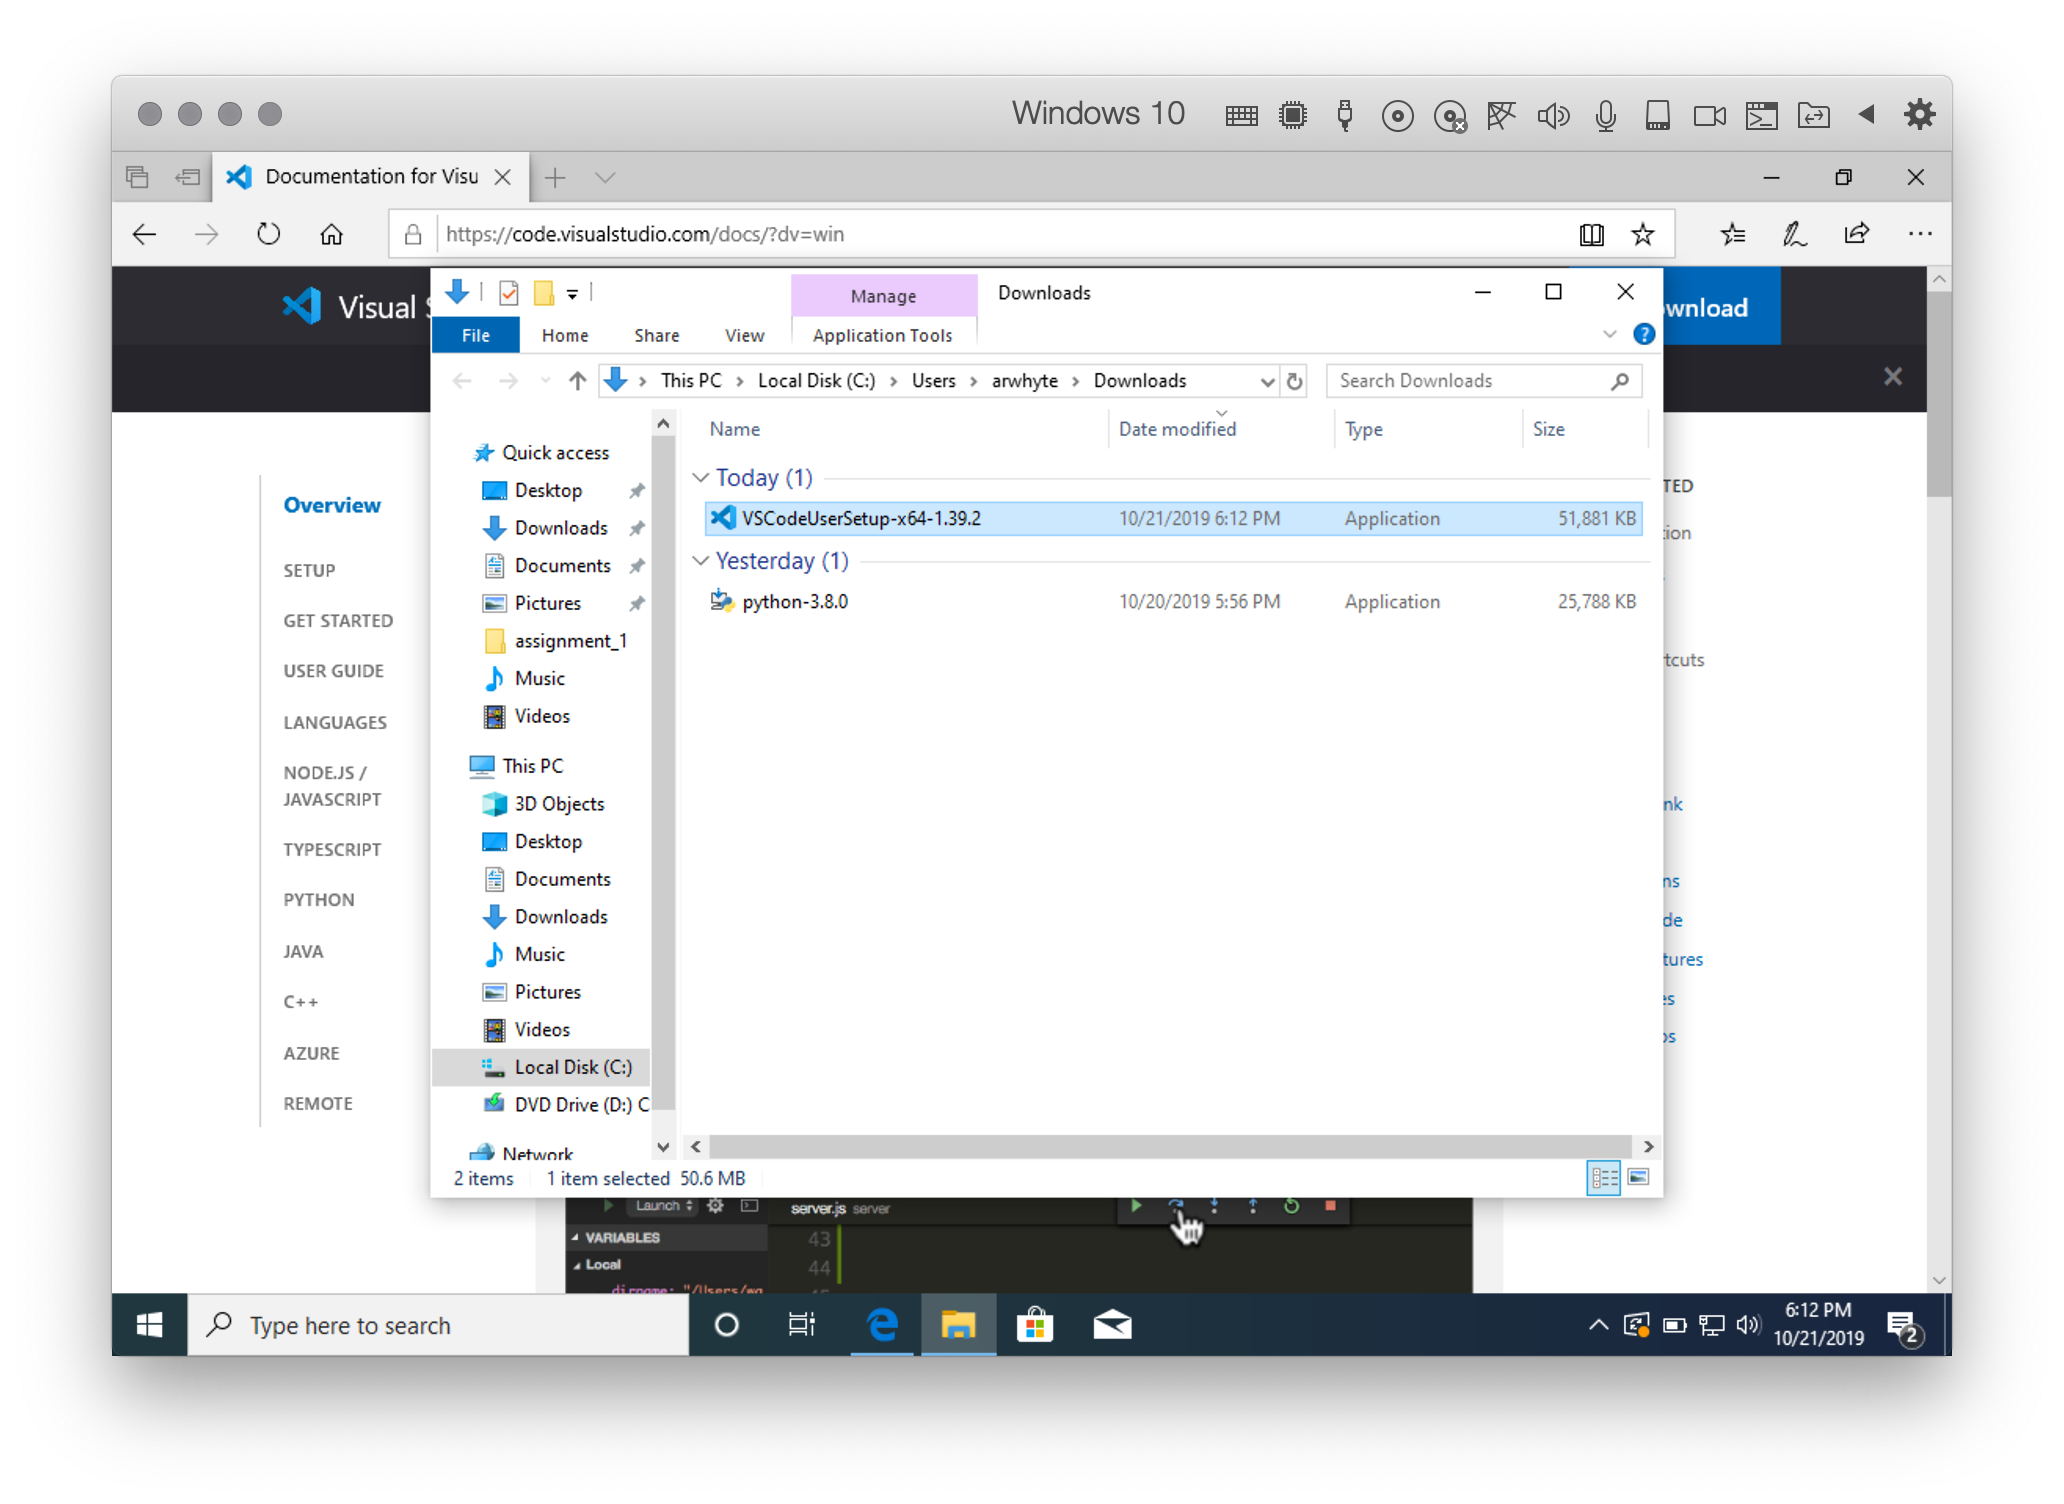 Windows 10
Documentation for Visu
https://code.visualstudio.com/docs/?dv=win
Visual
wnload
Manage
Downloads
File Home Share View Application Tools
This PC > Local Disk (C:) > Users > arwhyte > Downloads
Search Downloads
Name Date modified Type Size
Today (1)
VSCodeUserSetup-x64-1.39.2 10/21/2019 6:12 PM Application 51,881 KB
Yesterday (1)
python-3.8.0 10/20/2019 5:56 PM Application 25,788 KB
Quick access
Desktop
Downloads
Documents
Pictures
assignment_1
Music
Videos
This PC
3D Objects
Desktop
Documents
Downloads
Music
Pictures
Videos
Local Disk (C:)
DVD Drive (D:) C
Network
2 items 1 item selected 50.6 MB
Overview
SETUP
GET STARTED
USER GUIDE
LANGUAGES
NODE.JS /
JAVASCRIPT
TYPESCRIPT
PYTHON
JAVA
C++
AZURE
REMOTE
TED
tion
tcuts
nk
ns
de
tures
es
os
Launch
server.js server
VARIABLES
Local
43
44
Type here to search
6:12 PM
10/21/2019
2